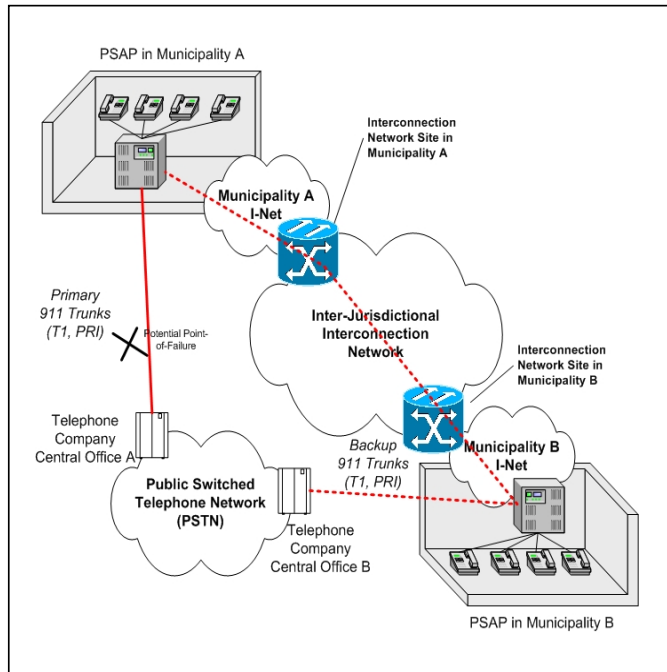 PSAP in Municipality A
Interconnection
Network Site in
Municipality A
Municipality A
I-Net
Primary
911 Trunks
(T1, PRI)
Potential Point-
of-Failure
Inter-Jurisdictional
Interconnection
Network
Interconnection
Network Site in
Municipality B
Telephone
Company
Central Office A
Backup
911 Trunks
(T1, PRI)
Municipality B
I-Net
Public Switched
Telephone Network
(PSTN)
Telephone
Company
Central Office B
PSAP in Municipality B